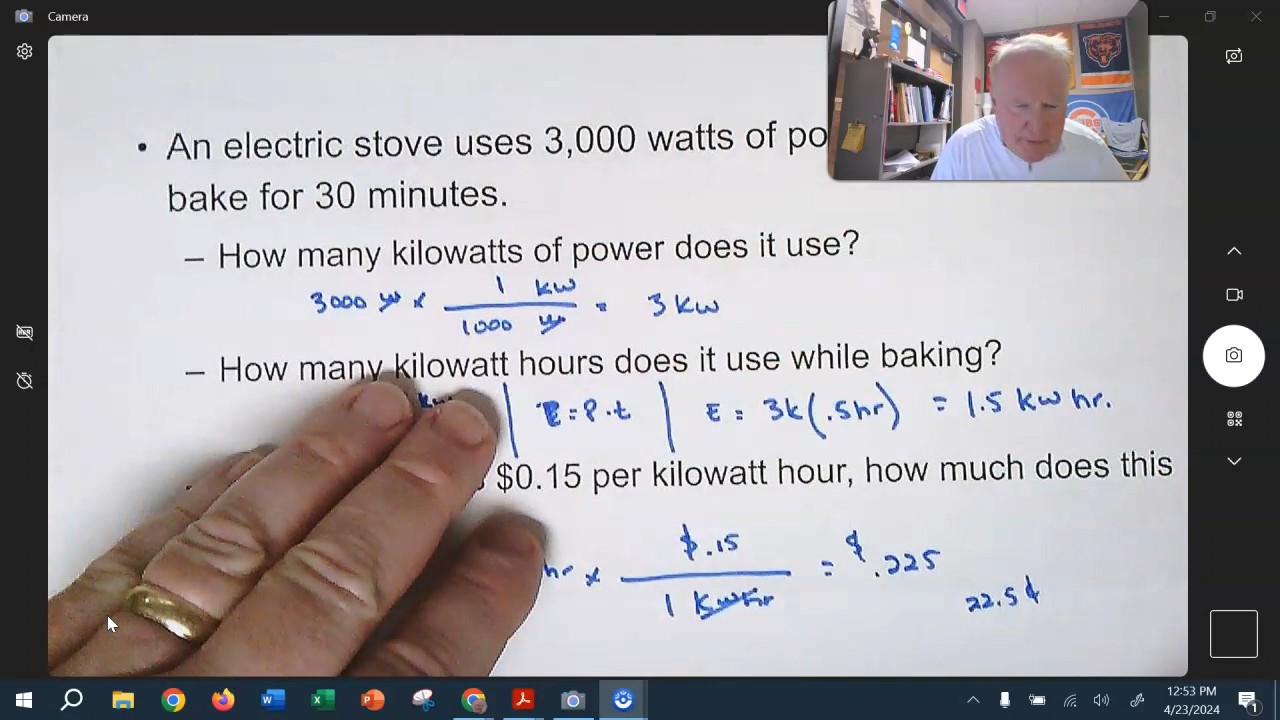 Camera
• An electric stove uses 3,000 watts of po
bake for 30 minutes.
– How many kilowatts of power does it use?
3000 w x 1 kw / 1000 w = 3 kw
– How many kilowatt hours does it use while baking?
kw | E = P·t | E = 3k(.5hr) = 1.5 kw hr.
$0.15 per kilowatt hour, how much does this
hr x $.15 / 1 kwhr = $.225
22.5¢
12:53 PM
4/23/2024